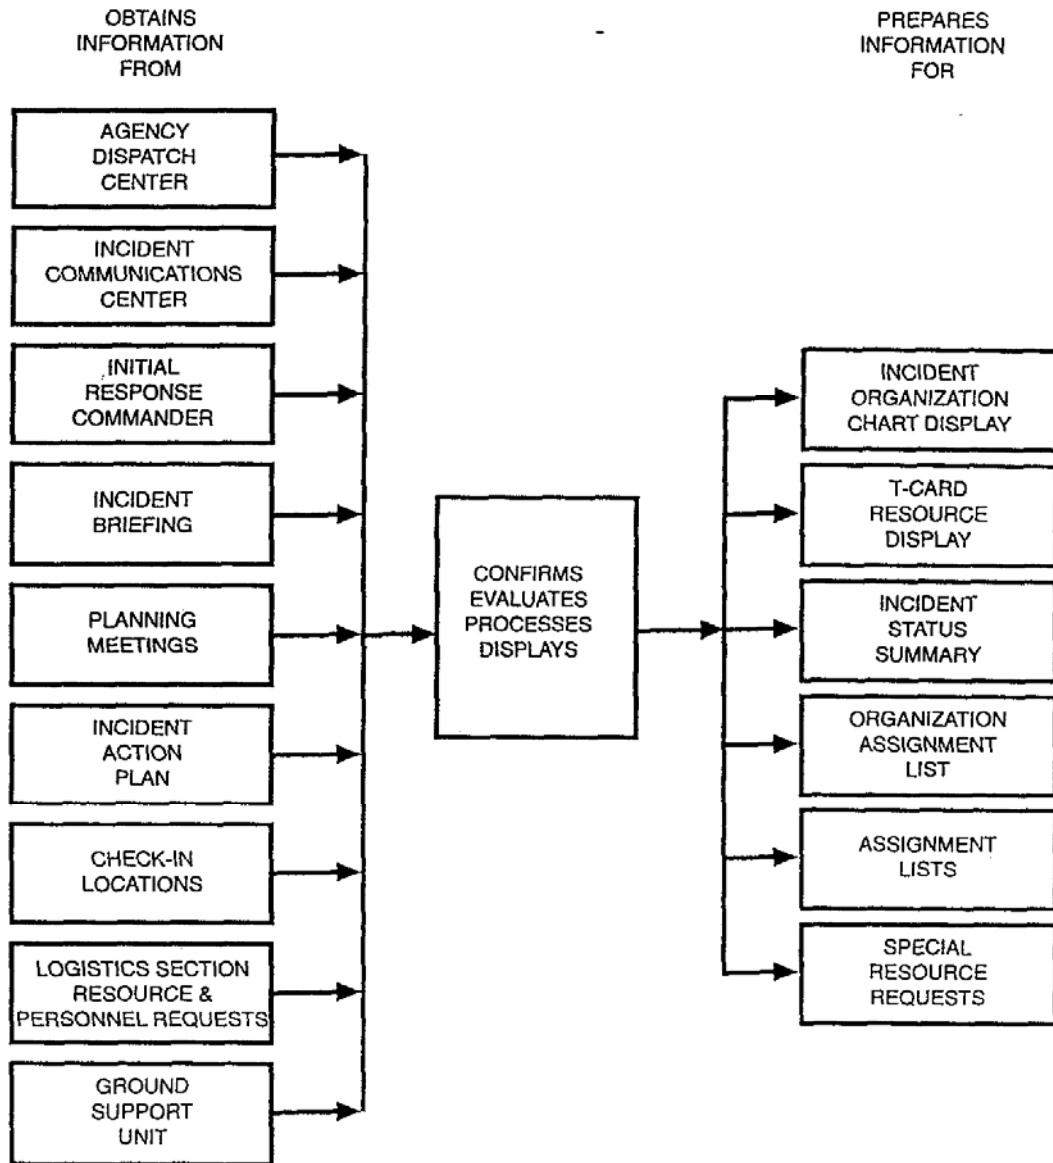 OBTAINS
INFORMATION
FROM
PREPARES
INFORMATION
FOR
AGENCY
DISPATCH
CENTER
INCIDENT
COMMUNICATIONS
CENTER
INITIAL
RESPONSE
COMMANDER
INCIDENT
BRIEFING
PLANNING
MEETINGS
INCIDENT
ACTION
PLAN
CHECK-IN
LOCATIONS
LOGISTICS SECTION
RESOURCE &
PERSONNEL REQUESTS
GROUND
SUPPORT
UNIT
CONFIRMS
EVALUATES
PROCESSES
DISPLAYS
INCIDENT
ORGANIZATION
CHART DISPLAY
T-CARD
RESOURCE
DISPLAY
INCIDENT
STATUS
SUMMARY
ORGANIZATION
ASSIGNMENT
LIST
ASSIGNMENT
LISTS
SPECIAL
RESOURCE
REQUESTS